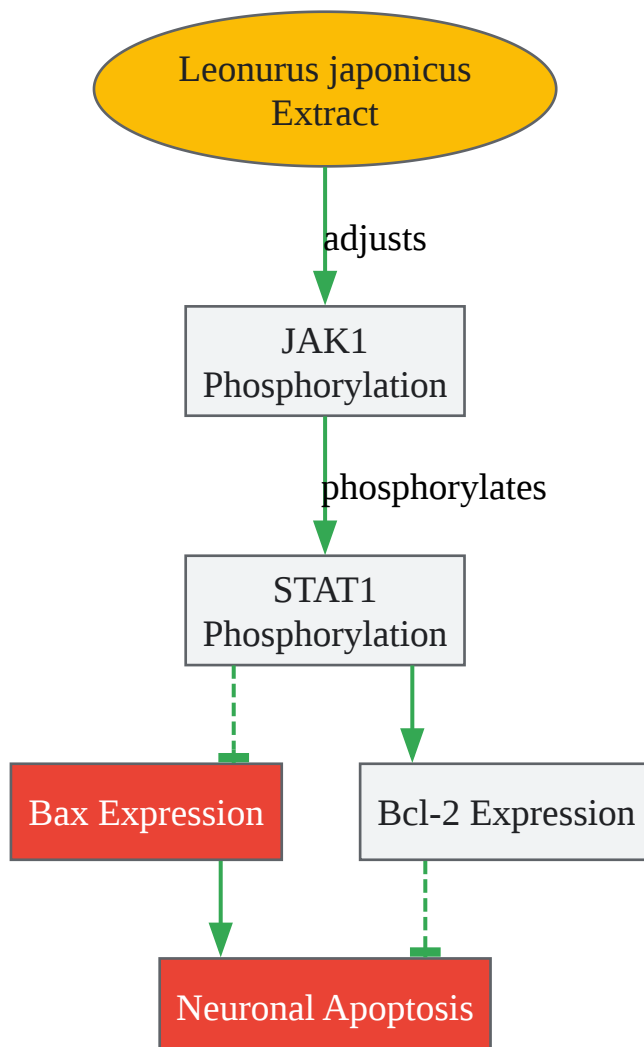 Leonurus japonicus
Extract
adjusts
JAK1
Phosphorylation
phosphorylates
STAT1
Phosphorylation
Bax Expression
Bcl-2 Expression
Neuronal Apoptosis